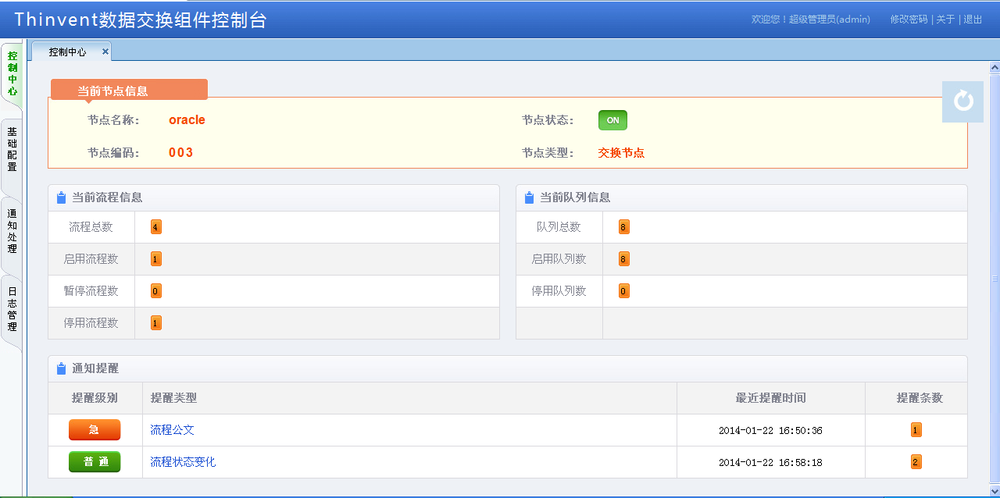 Thinvent数据交换组件控制台
欢迎您！超级管理员(admin) 修改密码 | 关于 | 退出
控制中心
控制中心
基础配置
通知处理
日志管理
当前节点信息
节点名称： oracle 节点状态： ON
节点编码： 003 节点类型： 交换节点
当前流程信息
流程总数 4
启用流程数 1
暂停流程数 0
停用流程数 1
当前队列信息
队列总数 8
启用队列数 8
停用队列数 0
通知提醒
提醒级别 提醒类型 最近提醒时间 提醒条数
急 流程公文 2014-01-22 16:50:36 1
普通 流程状态变化 2014-01-22 16:58:18 2